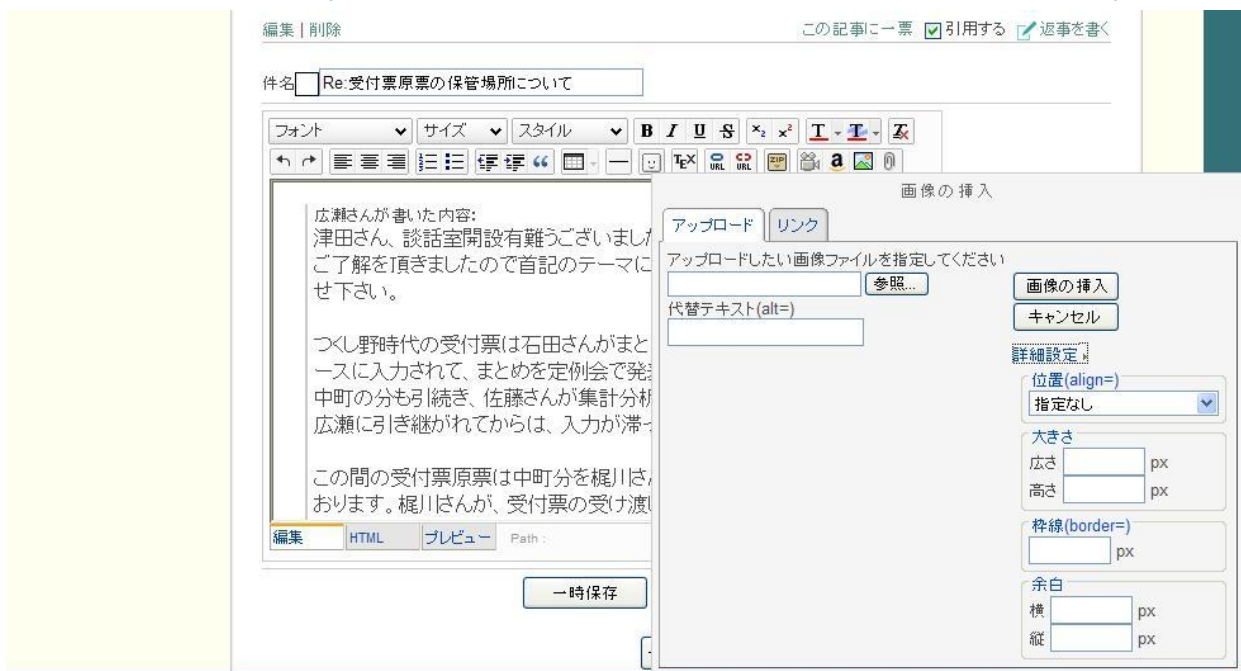 編集 | 削除
この記事に一票 引用する 返事を書く
件名 Re:受付票原票の保管場所について
フォント サイズ スタイル B I U S ×₂ x² T T
TEX URL URL ZIP a
画像の挿入
アップロード リンク
アップロードしたい画像ファイルを指定してください
参照...
代替テキスト(alt=)
画像の挿入
キャンセル
詳細設定
位置(align=)
指定なし
大きさ
広さ px
高さ px
枠線(border=)
px
余白
横 px
縦 px
広瀬さんが書いた内容:
津田さん、談話室開設有難うございました
ご了解を頂きましたので首記のテーマに
せ下さい。
つくし野時代の受付票は石田さんがまと
ースに入力されて、まとめを定例会で発
中町の分も引続き、佐藤さんが集計分析
広瀬に引き継がれてからは、入力が滞っ
この間の受付票原票は中町分を梶川さ
おります。梶川さんが、受付票の受け渡
編集 HTML プレビュー Path :
一時保存